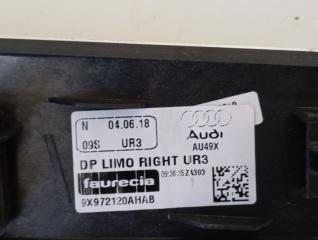 N 04.06.18
09S UR3
Audi
AU49X
DP LIMO RIGHT UR3
faurecia
9X972120AHAB